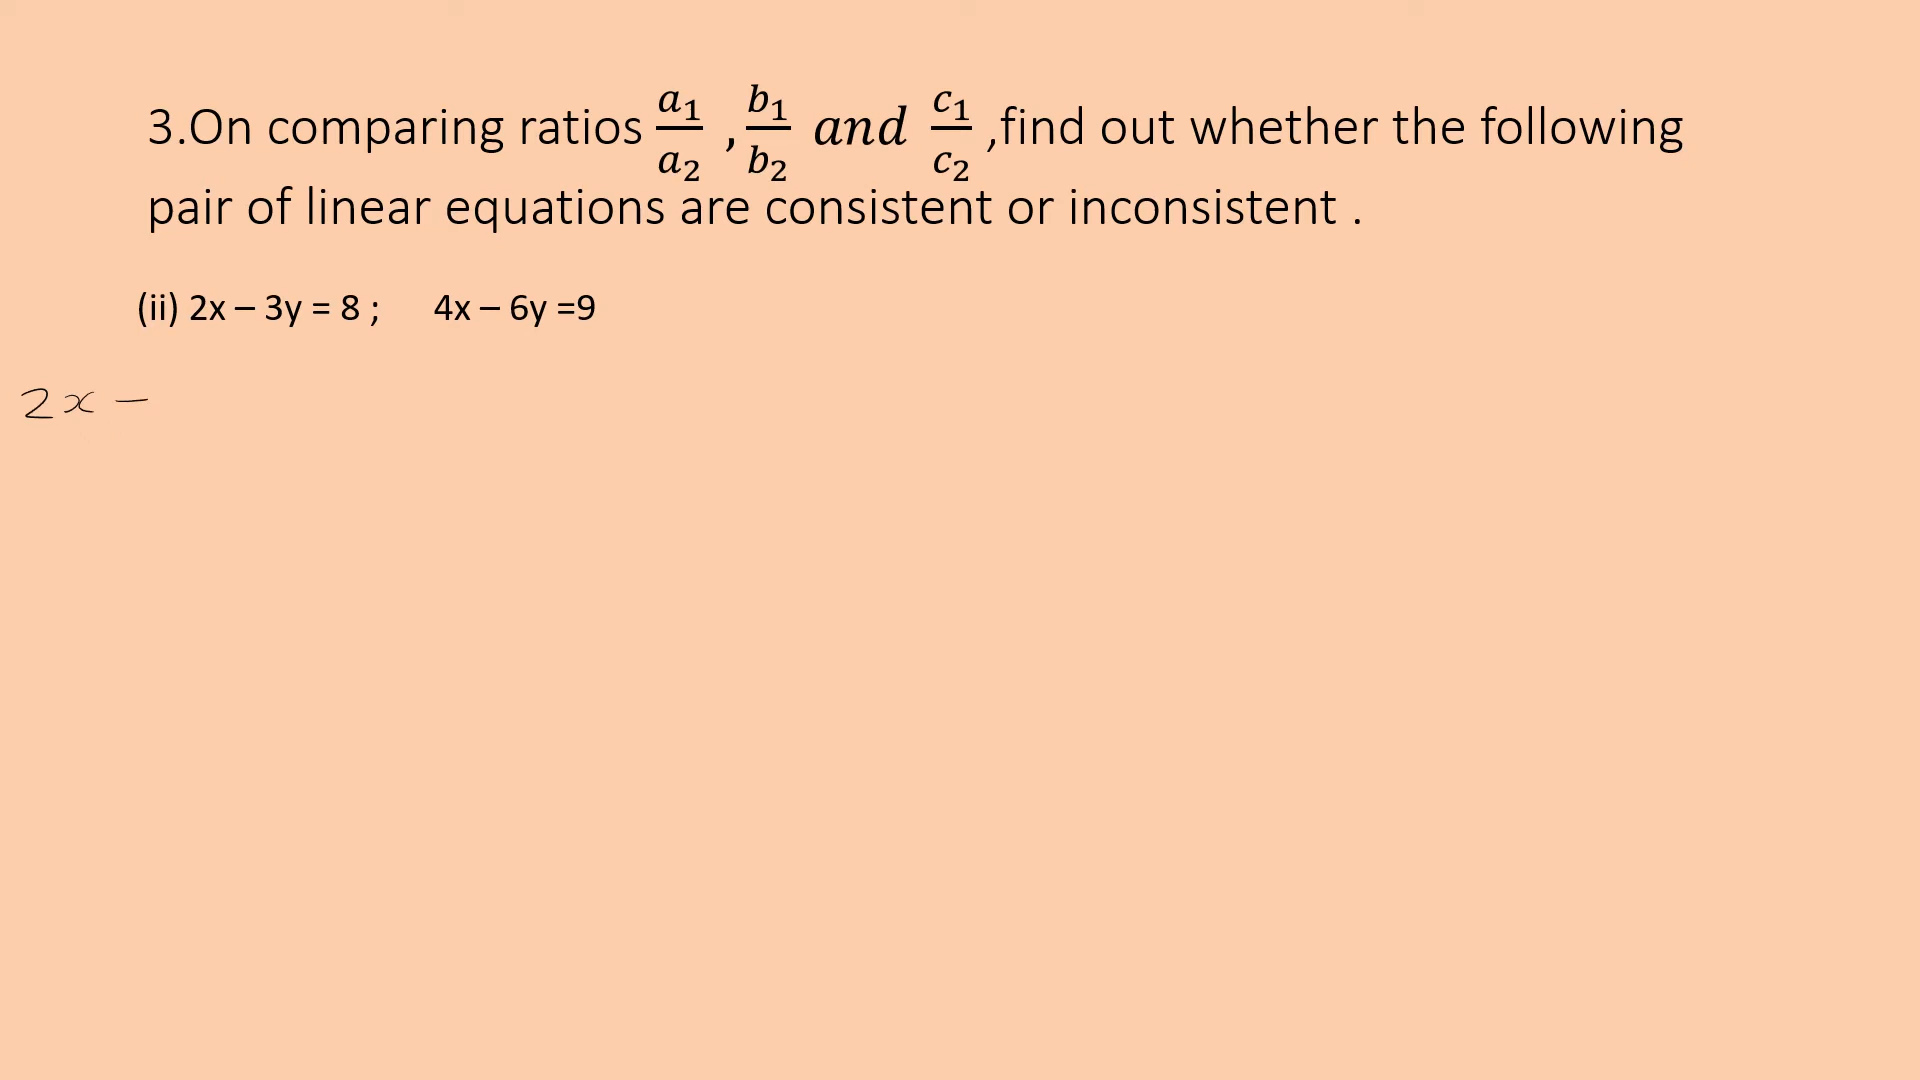 3.On comparing ratios a₁/a₂ , b₁/b₂ and c₁/c₂ ,find out whether the following
pair of linear equations are consistent or inconsistent .
(ii) 2x – 3y = 8 ; 4x – 6y =9
2x –